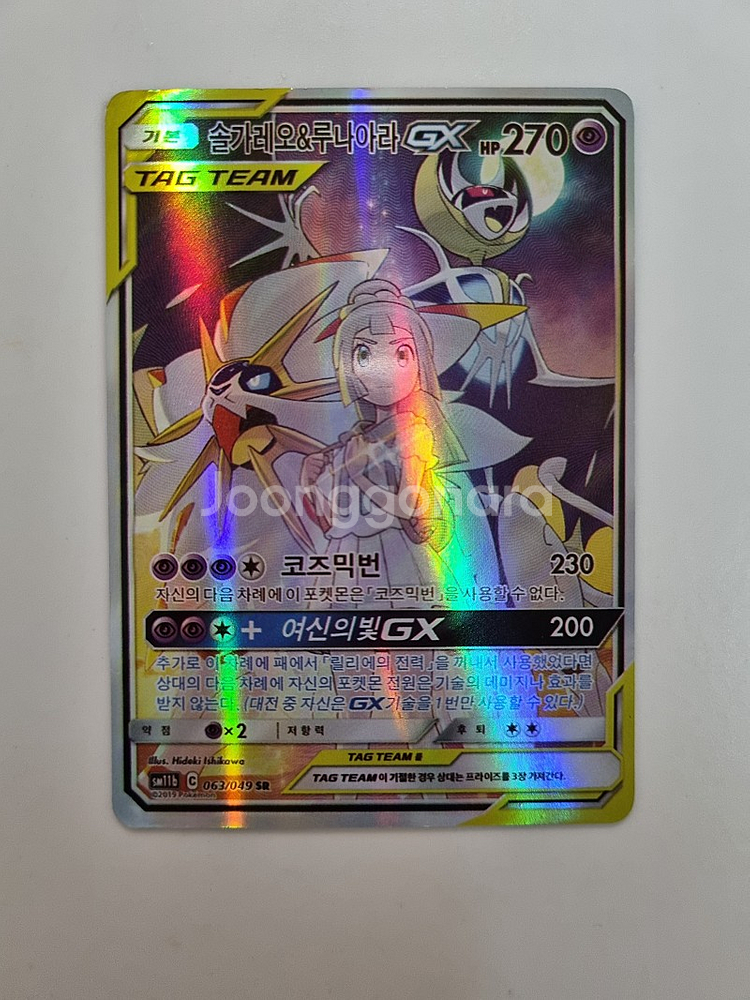 기본 솔가레오&루나아라 GX HP 270
TAG TEAM
Joonggonara
코즈믹번 230
자신의 다음 차례에 이 포켓몬은 「코즈믹번」을 사용할 수 없다.
+ 여신의 빛 GX 200
추가로 이 차례에 패에서 「릴리에의 전력」을 꺼내서 사용했었다면
상대의 다음 차례에 자신의 포켓몬 전원은 기술의 데미지나 효과를
받지 않는다. (대전 중 자신은 GX기술을 1번만 사용할 수 있다.)
약점 ×2 저항력 후퇴
Illus. Hideki Ishikawa
TAG TEAM 룰
TAG TEAM이 기절한 경우 상대는 프라이즈를 3장 가져간다.
sm11b C 063/049 SR
©2019 Pokémon